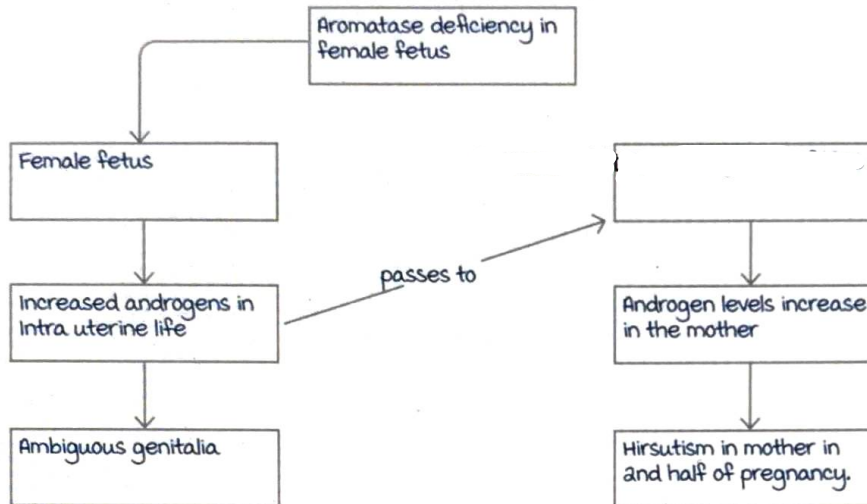 Aromatase deficiency in
female fetus
Female fetus
passes to
Increased androgens in
Intra uterine life
Androgen levels increase
in the mother
Ambiguous genitalia
Hirsutism in mother in
2nd half of pregnancy.